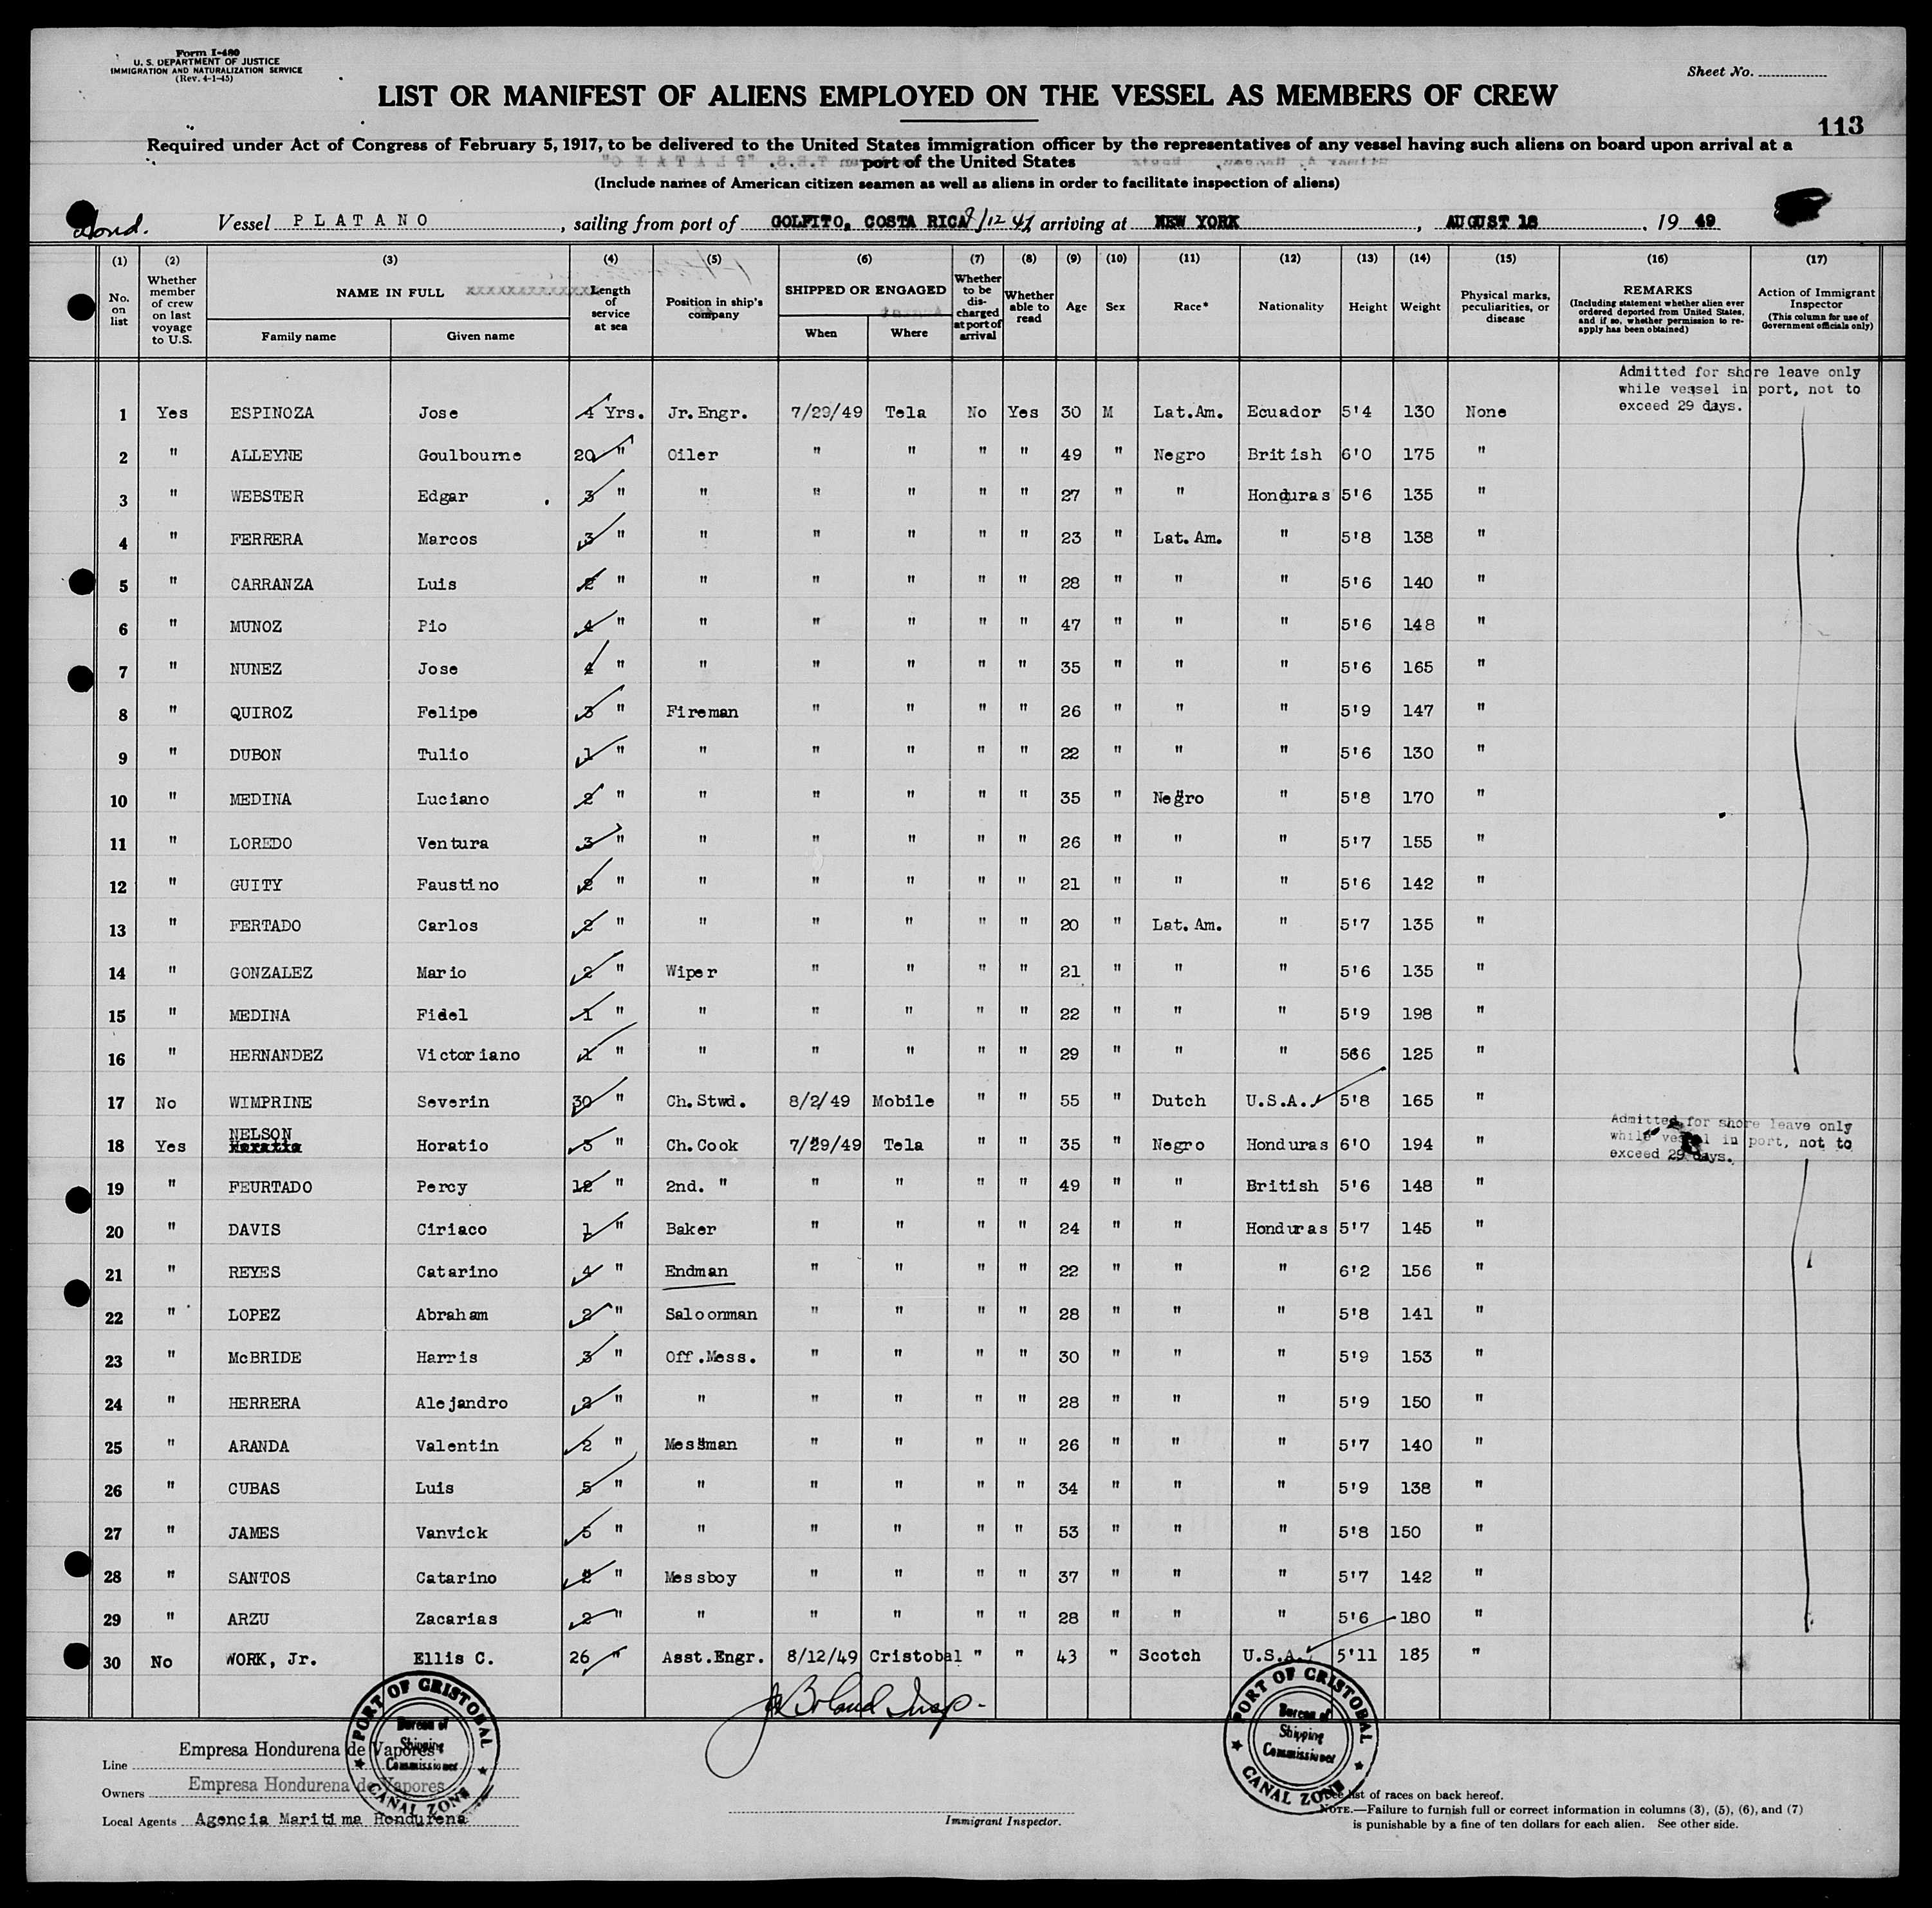 Form I-480
U. S. DEPARTMENT OF JUSTICE
IMMIGRATION AND NATURALIZATION SERVICE
(Rev. 4-1-45)
Sheet No.
LIST OR MANIFEST OF ALIENS EMPLOYED ON THE VESSEL AS MEMBERS OF CREW
113
Required under Act of Congress of February 5, 1917, to be delivered to the United States immigration officer by the representatives of any vessel having such aliens on board upon arrival at a
port of the United States
(Include names of American citizen seamen as well as aliens in order to facilitate inspection of aliens)
Hond. Vessel PLATANO, sailing from port of GOLFITO, COSTA RICA 8/12/49 arriving at NEW YORK, AUGUST 18, 19 49
(1) (2) (3) (4) (5) (6) (7) (8) (9) (10) (11) (12) (13) (14) (15) (16) (17)
No. on list | Whether member of crew on last voyage to U.S. | NAME IN FULL | Length of service at sea | Position in ship's company | SHIPPED OR ENGAGED | Whether to be discharged at port of arrival | Whether able to read | Age | Sex | Race* | Nationality | Height | Weight | Physical marks, peculiarities, or disease | REMARKS (Including statement whether alien ever ordered deported from United States, and if so, whether permission to re-apply has been obtained) | Action of Immigrant Inspector (This column for use of Government officials only)
Family name | Given name | When | Where
Admitted for shore leave only
while vessel in port, not to
exceed 29 days.
1 Yes ESPINOZA Jose 4 Yrs. Jr.Engr. 7/29/49 Tela No Yes 30 M Lat.Am. Ecuador 5'4 130 None
2 " ALLEYNE Goulbourne 20 " Oiler " " " " 49 " Negro British 6'0 175 "
3 " WEBSTER Edgar 3 " " " " " " 27 " " Honduras 5'6 135 "
4 " FERRERA Marcos 3 " " " " " " 23 " Lat.Am. " 5'8 138 "
5 " CARRANZA Luis 2 " " " " " " 28 " " " 5'6 140 "
6 " MUNOZ Pio 4 " " " " " " 47 " " " 5'6 148 "
7 " NUNEZ Jose 4 " " " " " " 35 " " " 5'6 165 "
8 " QUIROZ Felipe 3 " Fireman " " " " 26 " " " 5'9 147 "
9 " DUBON Tulio 1 " " " " " " 22 " " " 5'6 130 "
10 " MEDINA Luciano 2 " " " " " " 35 " Negro " 5'8 170 "
11 " LOREDO Ventura 3 " " " " " " 26 " " " 5'7 155 "
12 " GUITY Faustino 2 " " " " " " 21 " " " 5'6 142 "
13 " FERTADO Carlos 2 " " " " " " 20 " Lat.Am. " 5'7 135 "
14 " GONZALEZ Mario 2 " Wiper " " " " 21 " " " 5'6 135 "
15 " MEDINA Fidel 1 " " " " " " 22 " " " 5'9 198 "
16 " HERNANDEZ Victoriano 1 " " " " " " 29 " " " 566 125 "
17 No WIMPRINE Severin 30 " Ch.Stwd. 8/2/49 Mobile " " 55 " Dutch U.S.A. 5'8 165 "
Admitted for shore leave only
while vessel in port, not to
exceed 29 days.
NELSON
18 Yes Horatio Horatio 3 " Ch.Cook 7/29/49 Tela " " 35 " Negro Honduras 6'0 194 "
19 " FEURTADO Percy 12 " 2nd. " " " " " 49 " " British 5'6 148 "
20 " DAVIS Ciriaco 1 " Baker " " " " 24 " " Honduras 5'7 145 "
21 " REYES Catarino 4 " Endman " " " " 22 " " " 6'2 156 "
22 " LOPEZ Abraham 2 " Saloonman " " " " 28 " " " 5'8 141 "
23 " McBRIDE Harris 3 " Off.Mess. " " " " 30 " " " 5'9 153 "
24 " HERRERA Alejandro 2 " " " " " " 28 " " " 5'9 150 "
25 " ARANDA Valentin 2 " Messman " " " " 26 " " " 5'7 140 "
26 " CUBAS Luis 5 " " " " " " 34 " " " 5'9 138 "
27 " JAMES Vanvick 5 " " " " " " 53 " " " 5'8 150 "
28 " SANTOS Catarino 2 " Messboy " " " " 37 " " " 5'7 142 "
29 " ARZU Zacarias 2 " " " " " " 28 " " " 5'6 180 "
30 No WORK, Jr. Ellis C. 26 " Asst.Engr. 8/12/49 Cristobal " " 43 " Scotch U.S.A. 5'11 185 "
Boland Insp.
PORT OF CRISTOBAL
Bureau of
Shipping
Commissioner
CANAL ZONE
PORT OF CRISTOBAL
Bureau of
Shipping
Commissioner
CANAL ZONE
Line Empresa Hondurena de Vapores
Owners Empresa Hondurena de Vapores
Local Agents Agencia Maritima Hondurena
Immigrant Inspector.
See list of races on back hereof.
NOTE.—Failure to furnish full or correct information in columns (3), (5), (6), and (7)
is punishable by a fine of ten dollars for each alien. See other side.